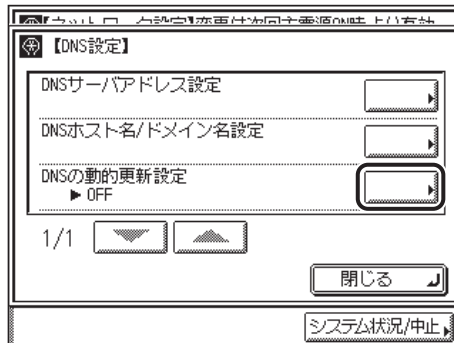 【DNS設定】
DNSサーバアドレス設定
DNSホスト名/ドメイン名設定
DNSの動的更新設定
▶ OFF
1/1
閉じる
システム状況/中止